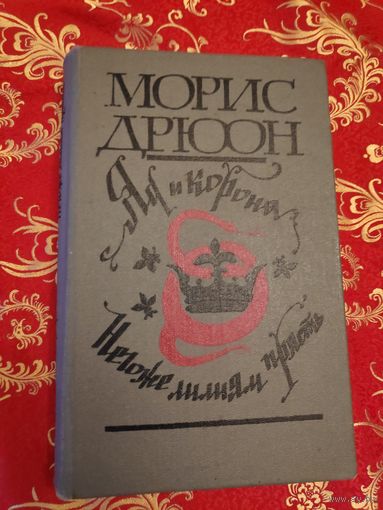 МОРИС
ДРЮОН
Яд и корона
Негоже лилиям прясть